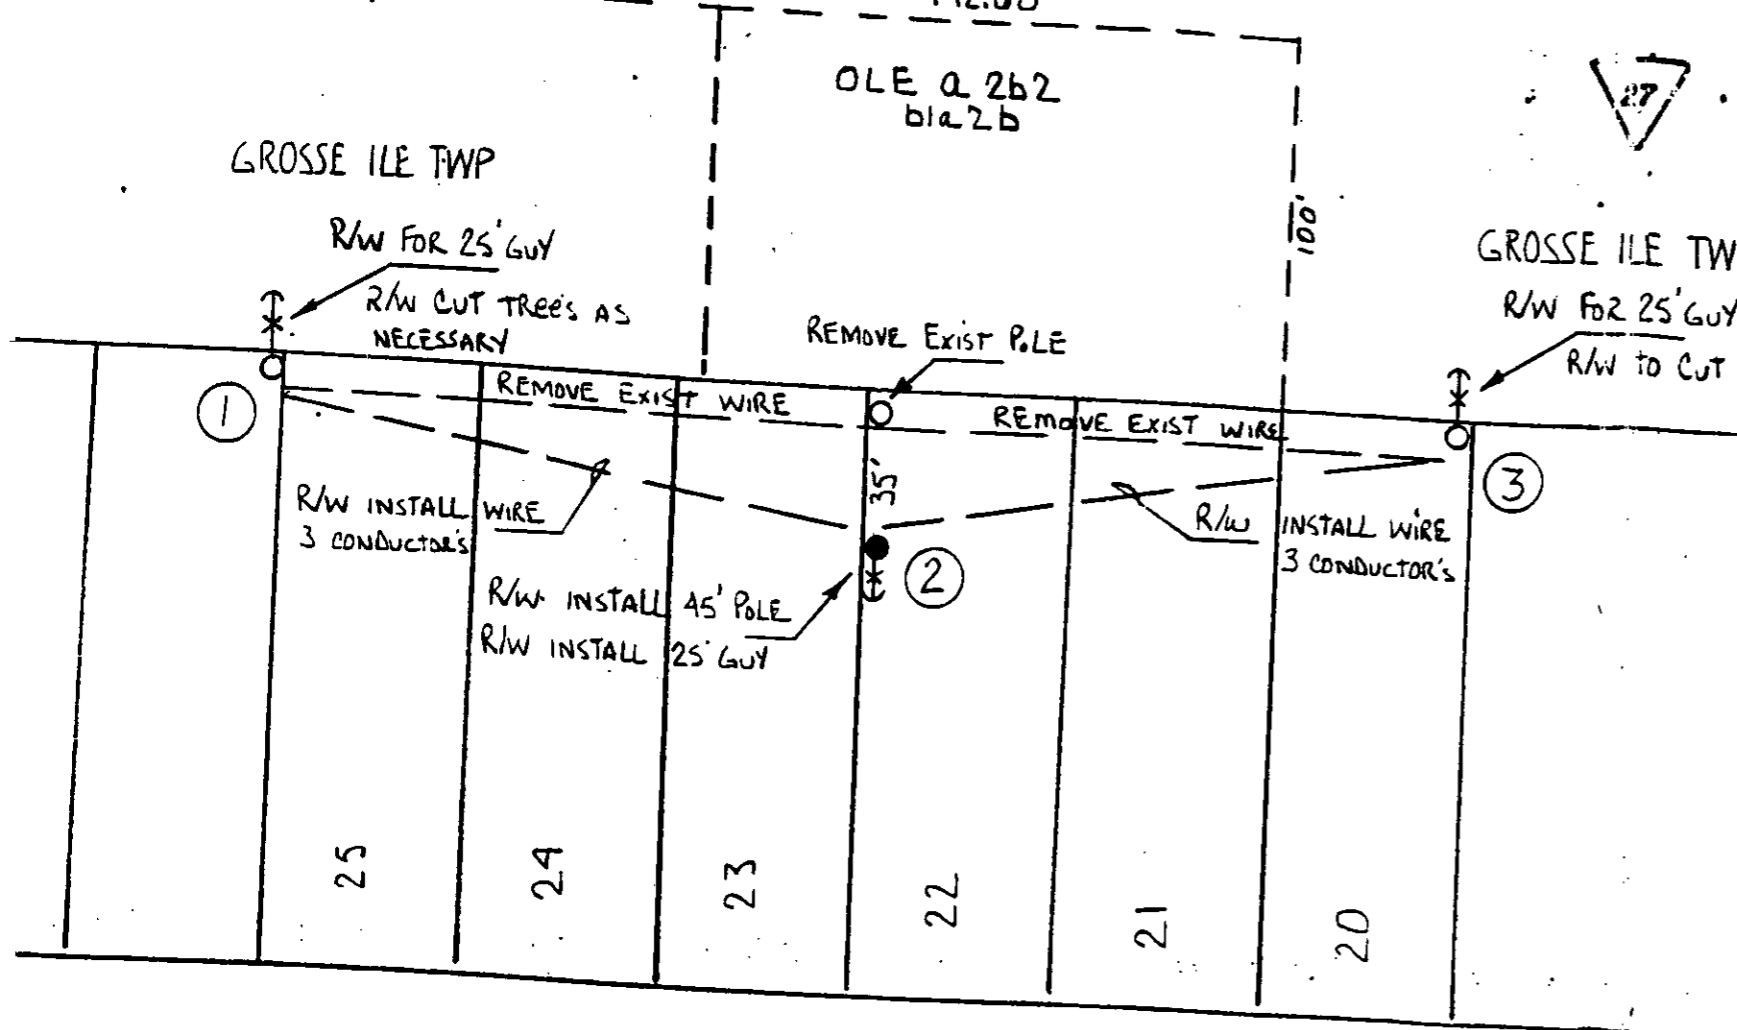 OLE a 2b2
b1a2b
27
GROSSE ILE TWP
R/W FOR 25' GUY
R/W CUT TREES AS
NECESSARY
100'
GROSSE ILE TW
R/W FOR 25' GUY
R/W TO CUT
REMOVE EXIST POLE
REMOVE EXIST WIRE
REMOVE EXIST WIRE
1
35'
3
R/W INSTALL WIRE
3 CONDUCTOR'S
R/W INSTALL WIRE
3 CONDUCTOR'S
2
R/W INSTALL 45' POLE
R/W INSTALL 25' GUY
25
24
23
22
21
20